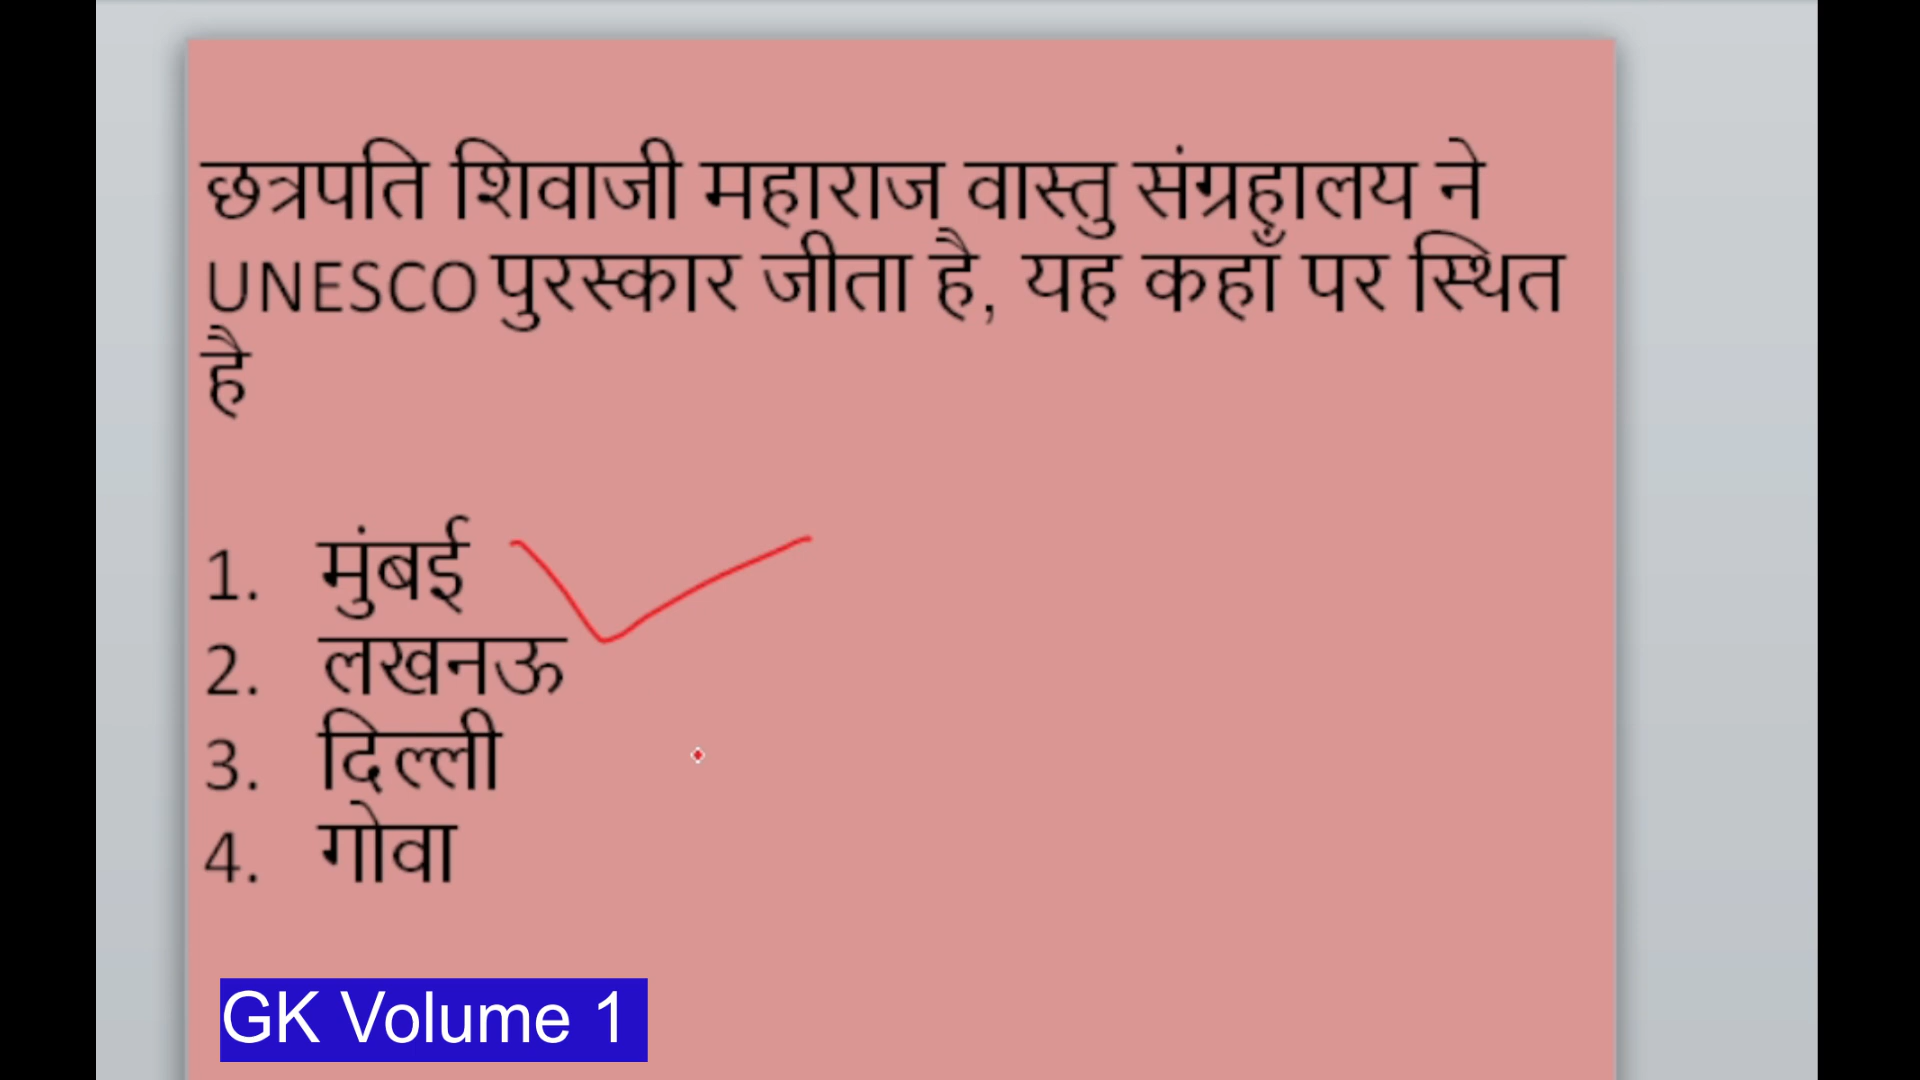 छत्रपति शिवाजी महाराज वास्तु संग्रहालय ने
UNESCO पुरस्कार जीता है, यह कहाँ पर स्थित
है
1. मुंबई
2. लखनऊ
3. दिल्ली
4. गोवा
GK Volume 1